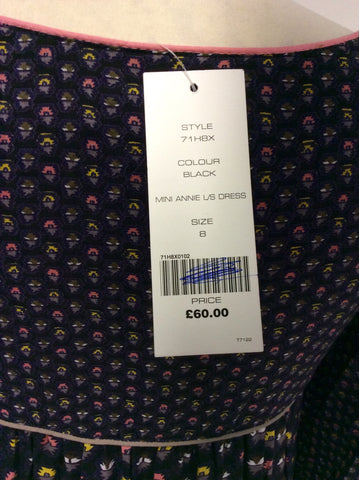 STYLE
71HBX
COLOUR
BLACK
MINI ANNIE L/S DRESS
SIZE
8
71HBX0102
PRICE
£60.00
T7122